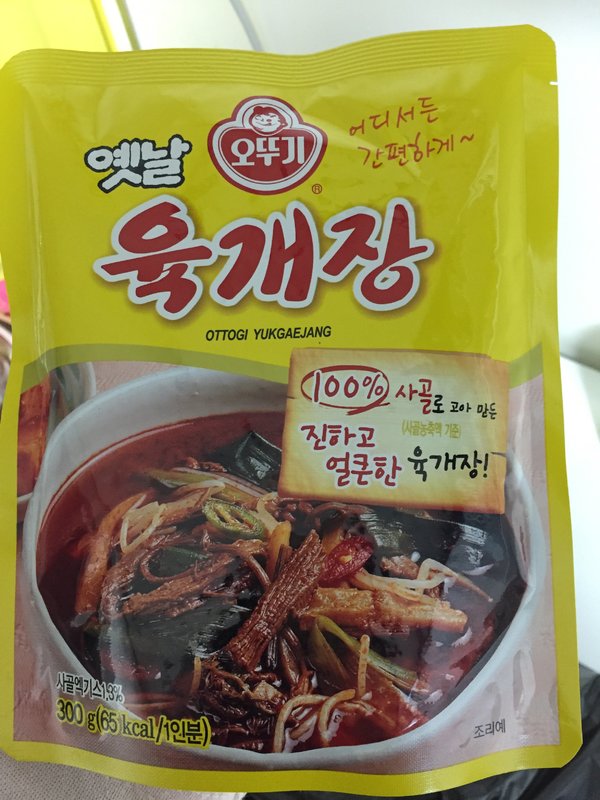 옛날
오뚜기
®
어디서든
간편하게~
육개장
OTTOGI YUKGAEJANG
100% 사골로 고아 만든
(사골농축액 기준)
진하고
얼큰한 육개장!
사골엑기스1.3%
300 g(65 kcal/1인분)
조리예